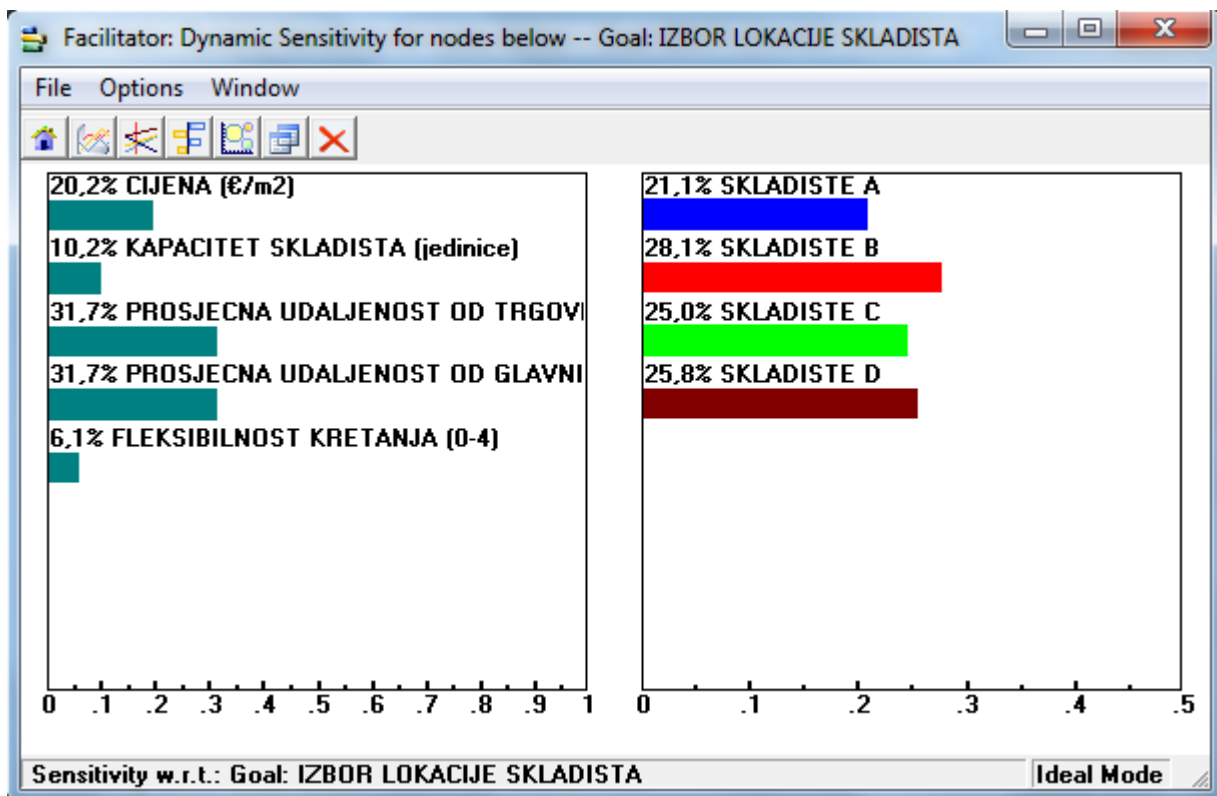 Facilitator: Dynamic Sensitivity for nodes below -- Goal: IZBOR LOKACIJE SKLADISTA
File Options Window
20,2% CIJENA (€/m2)
10,2% KAPACITET SKLADISTA (jedinice)
31,7% PROSJECNA UDALJENOST OD TRGOVI
31,7% PROSJECNA UDALJENOST OD GLAVNI
6,1% FLEKSIBILNOST KRETANJA (0-4)
0 .1 .2 .3 .4 .5 .6 .7 .8 .9 1
21,1% SKLADISTE A
28,1% SKLADISTE B
25,0% SKLADISTE C
25,8% SKLADISTE D
0 .1 .2 .3 .4 .5
Sensitivity w.r.t.: Goal: IZBOR LOKACIJE SKLADISTA
Ideal Mode